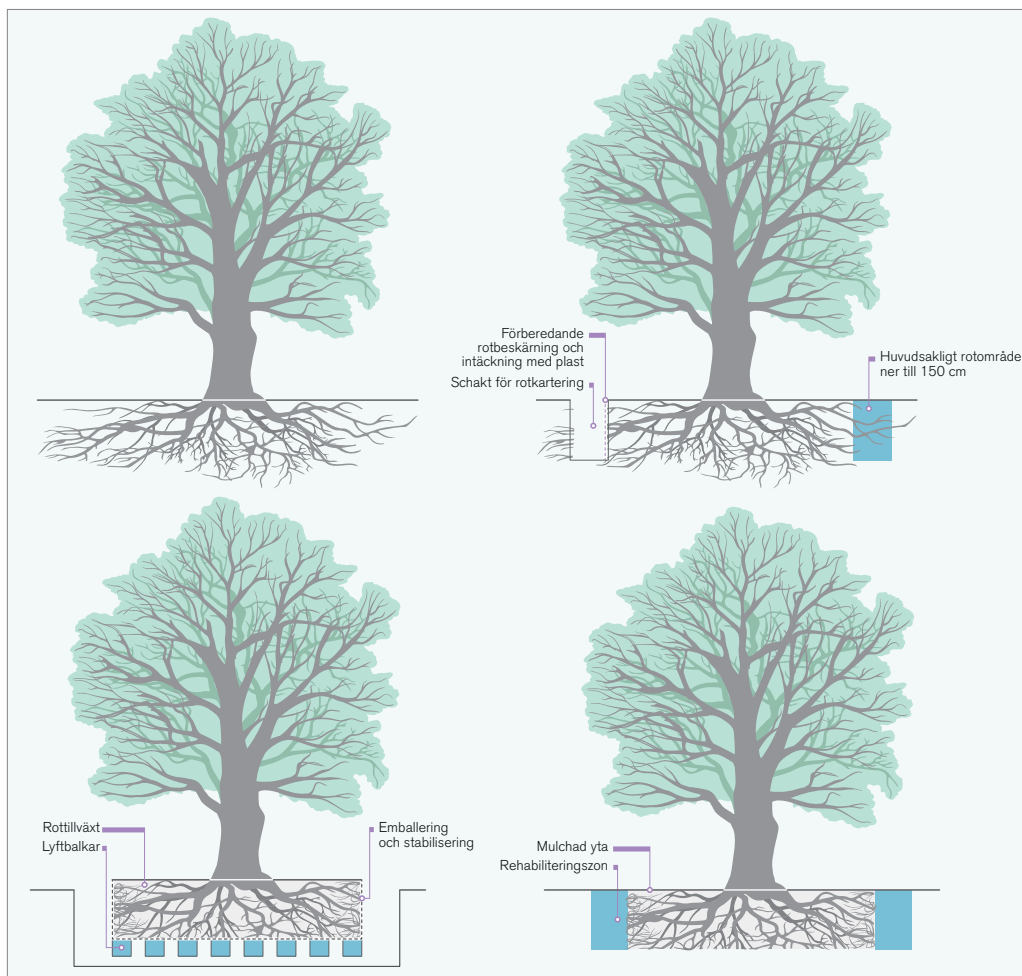 Förberedande
rotbeskärning och
intäckning med plast
Schakt för rotkartering
Huvudsakligt rotområde
ner till 150 cm
Rottillväxt
Lyftbalkar
Emballering
och stabilisering
Mulchad yta
Rehabiliteringszon